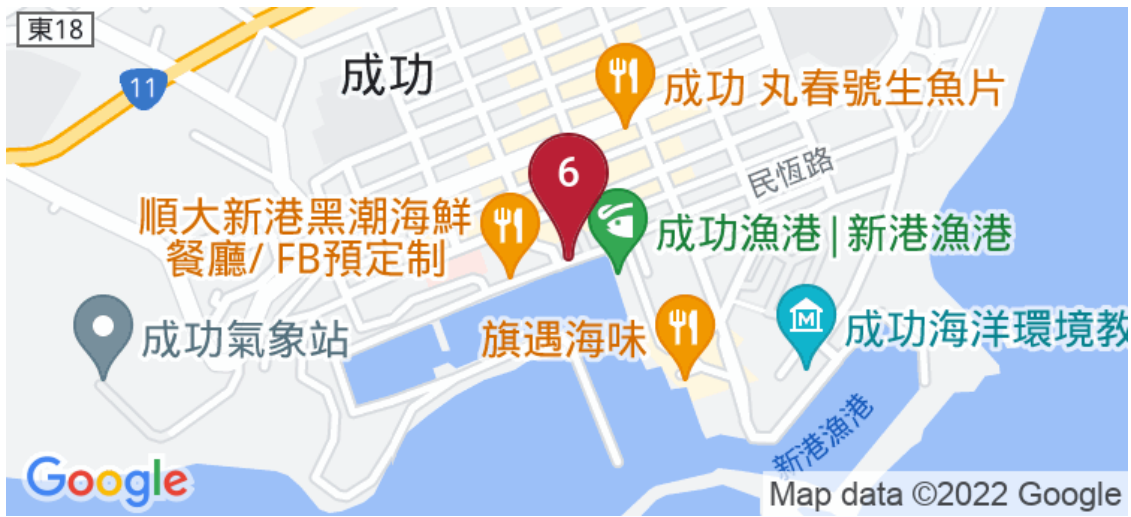 東18
11
成功
成功 丸春號生魚片
6
民恆路
順大新港黑潮海鮮
餐廳/ FB預定制
成功漁港|新港漁港
成功氣象站
旗遇海味
M
成功海洋環境教
新港漁港
Google
Map data ©2022 Google